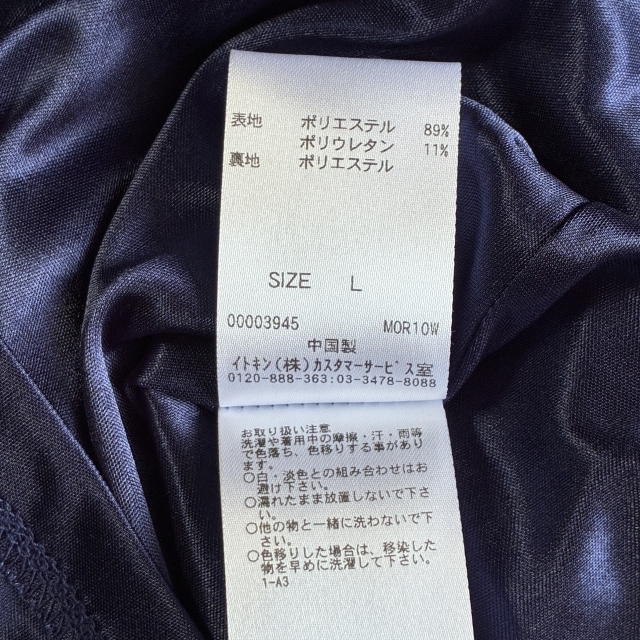 表地 ポリエステル 89%
ポリウレタン 11%
裏地 ポリエステル
SIZE L
00003945 MOR10W
中国製
イトキン(株)カスタマーサービス室
0120-888-363:03-3478-8088
お取り扱い注意
洗濯や着用中の摩擦・汗・雨等
で色落ち、色移りする事があり
ます。
○白・淡色との組み合わせはお
避け下さい。
○濡れたまま放置しないで下さ
い。
○他の物と一緒に洗わないで下
さい。
○色移りした場合は、移染した
物を早めに洗濯して下さい。
1-A3